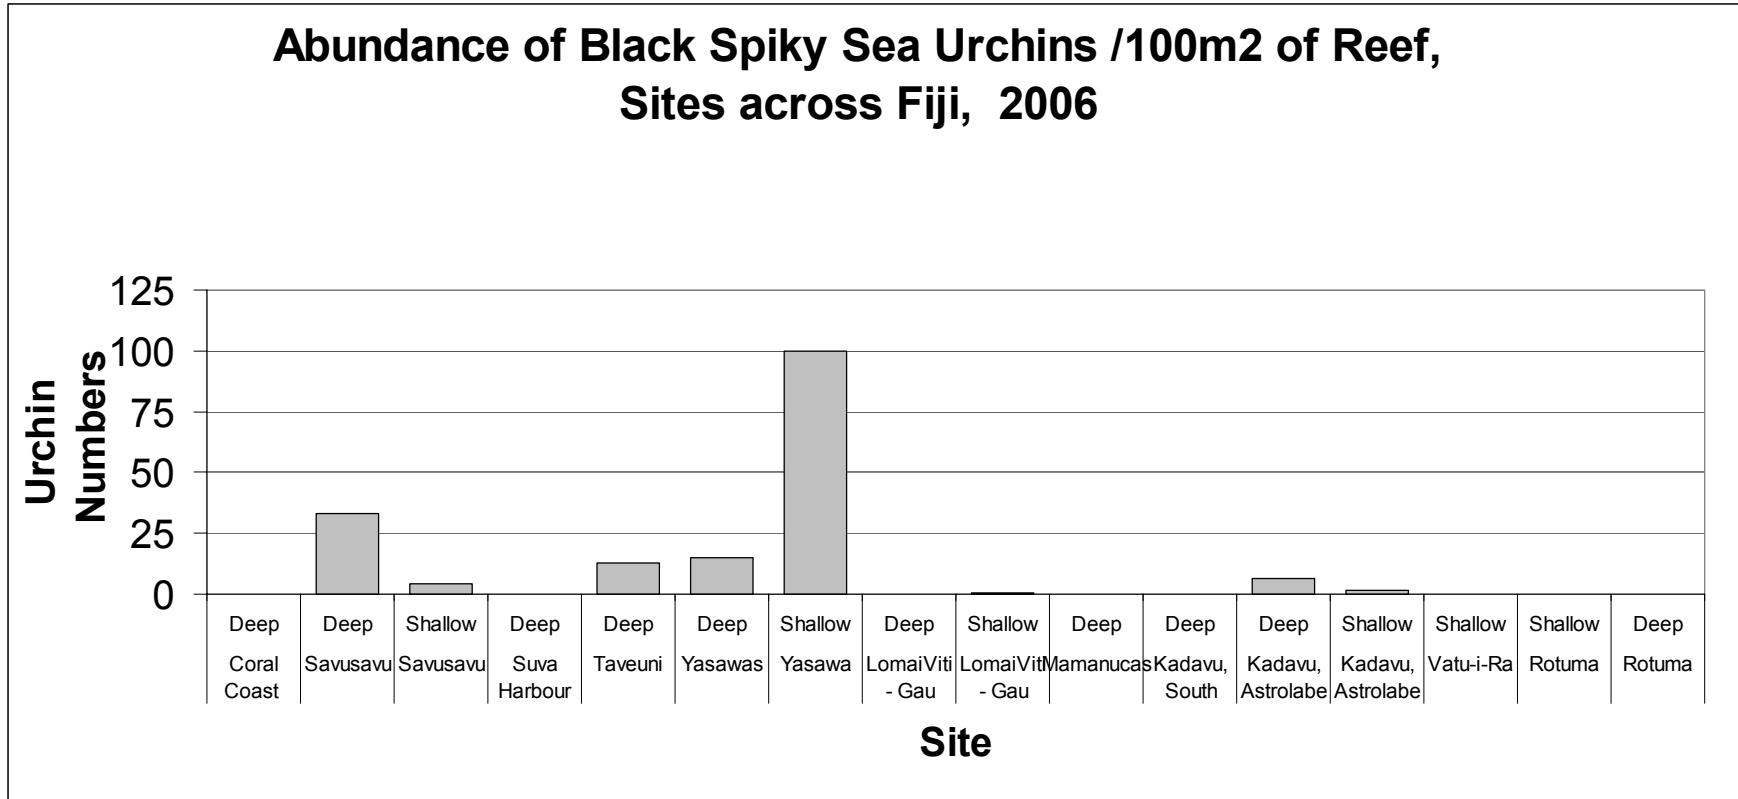 Abundance of Black Spiky Sea Urchins /100m2 of Reef,
Sites across Fiji, 2006
125
100
75
50
25
0
Urchin
Numbers
Deep Deep Shallow Deep Deep Deep Shallow Deep Shallow Deep Deep Deep Shallow Shallow Shallow Deep
Coral Savusavu Savusavu Suva Taveuni Yasawas Yasawa LomaiViti LomaiViti Mamanucas Kadavu, Kadavu, Kadavu, Vatu-i-Ra Rotuma Rotuma
Coast Harbour - Gau - Gau South Astrolabe Astrolabe
Site